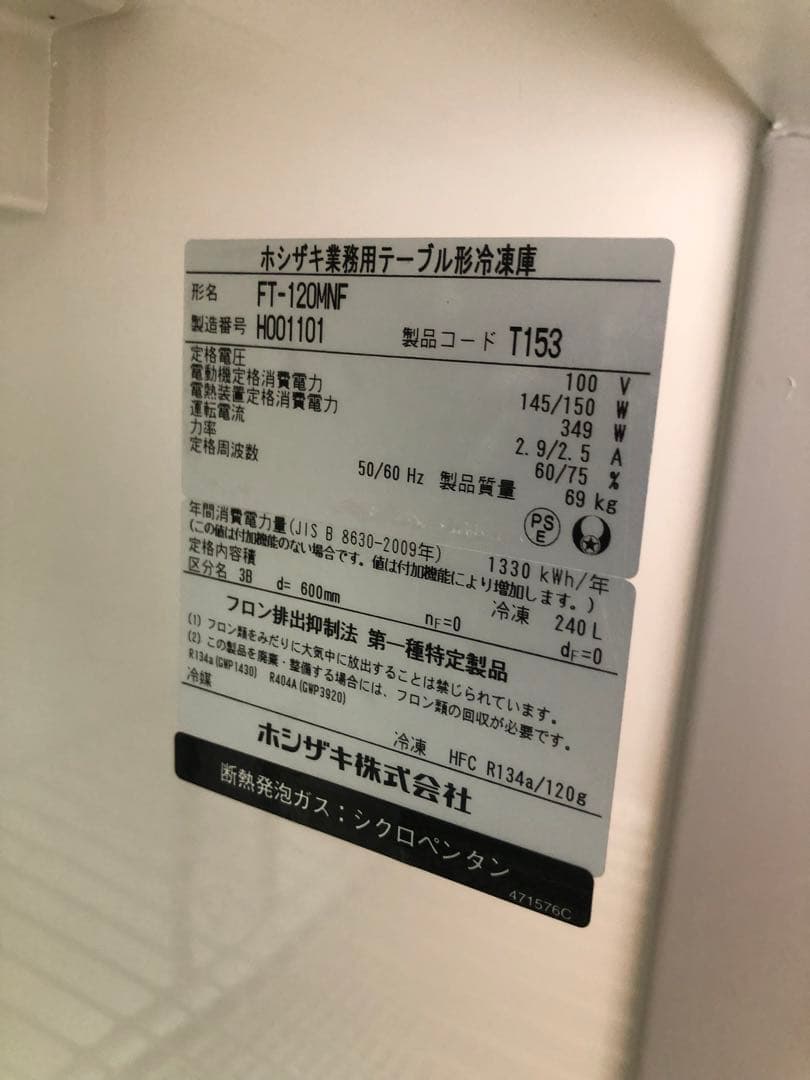 ホシザキ業務用テーブル形冷凍庫
形名 FT-120MNF
製造番号 H001101 製品コード T153
定格電圧 100 V
電動機定格消費電力 145/150 W
電熱装置定格消費電力 349 W
運転電流 2.9/2.5 A
力率 60/75 %
定格周波数 50/60 Hz 製品質量 69 kg
PS E
年間消費電力量(JIS B 8630-2009年) 1330 kWh/年
(この値は付加機能のない場合です。値は付加機能により増加します。)
定格内容積 冷凍 240 L
区分名 3B d= 600mm nF=0 dF=0
フロン排出抑制法 第一種特定製品
(1) フロン類をみだりに大気中に放出することは禁じられています。
(2) この製品を廃棄・整備する場合には、フロン類の回収が必要です。
R134a(GWP1430) R404A(GWP3920)
冷媒 冷凍 HFC R134a/120g
ホシザキ株式会社
断熱発泡ガス:シクロペンタン
471576C